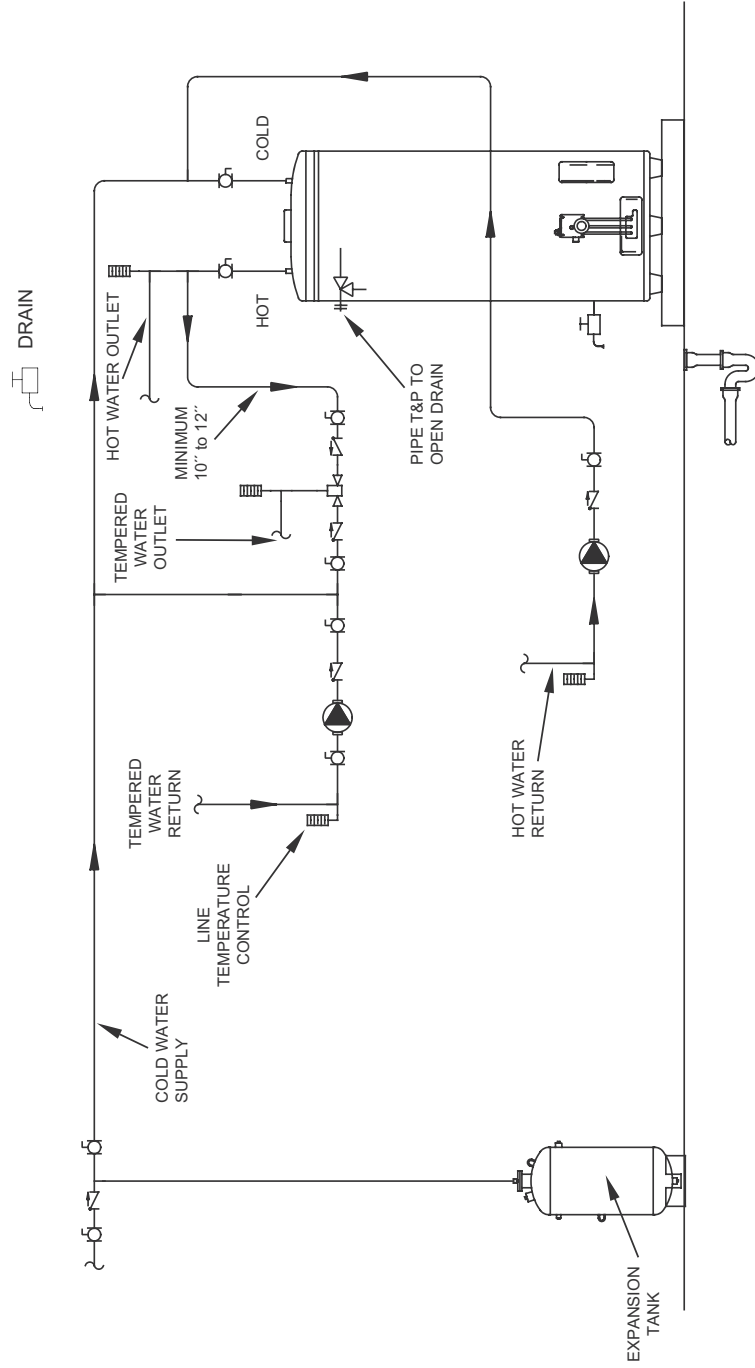 DRAIN
HOT WATER OUTLET
COLD
HOT
MINIMUM
10˝ to 12˝
TEMPERED
WATER
OUTLET
PIPE T&P TO
OPEN DRAIN
TEMPERED
WATER
RETURN
HOT WATER
RETURN
LINE
TEMPERATURE
CONTROL
COLD WATER
SUPPLY
EXPANSION
TANK